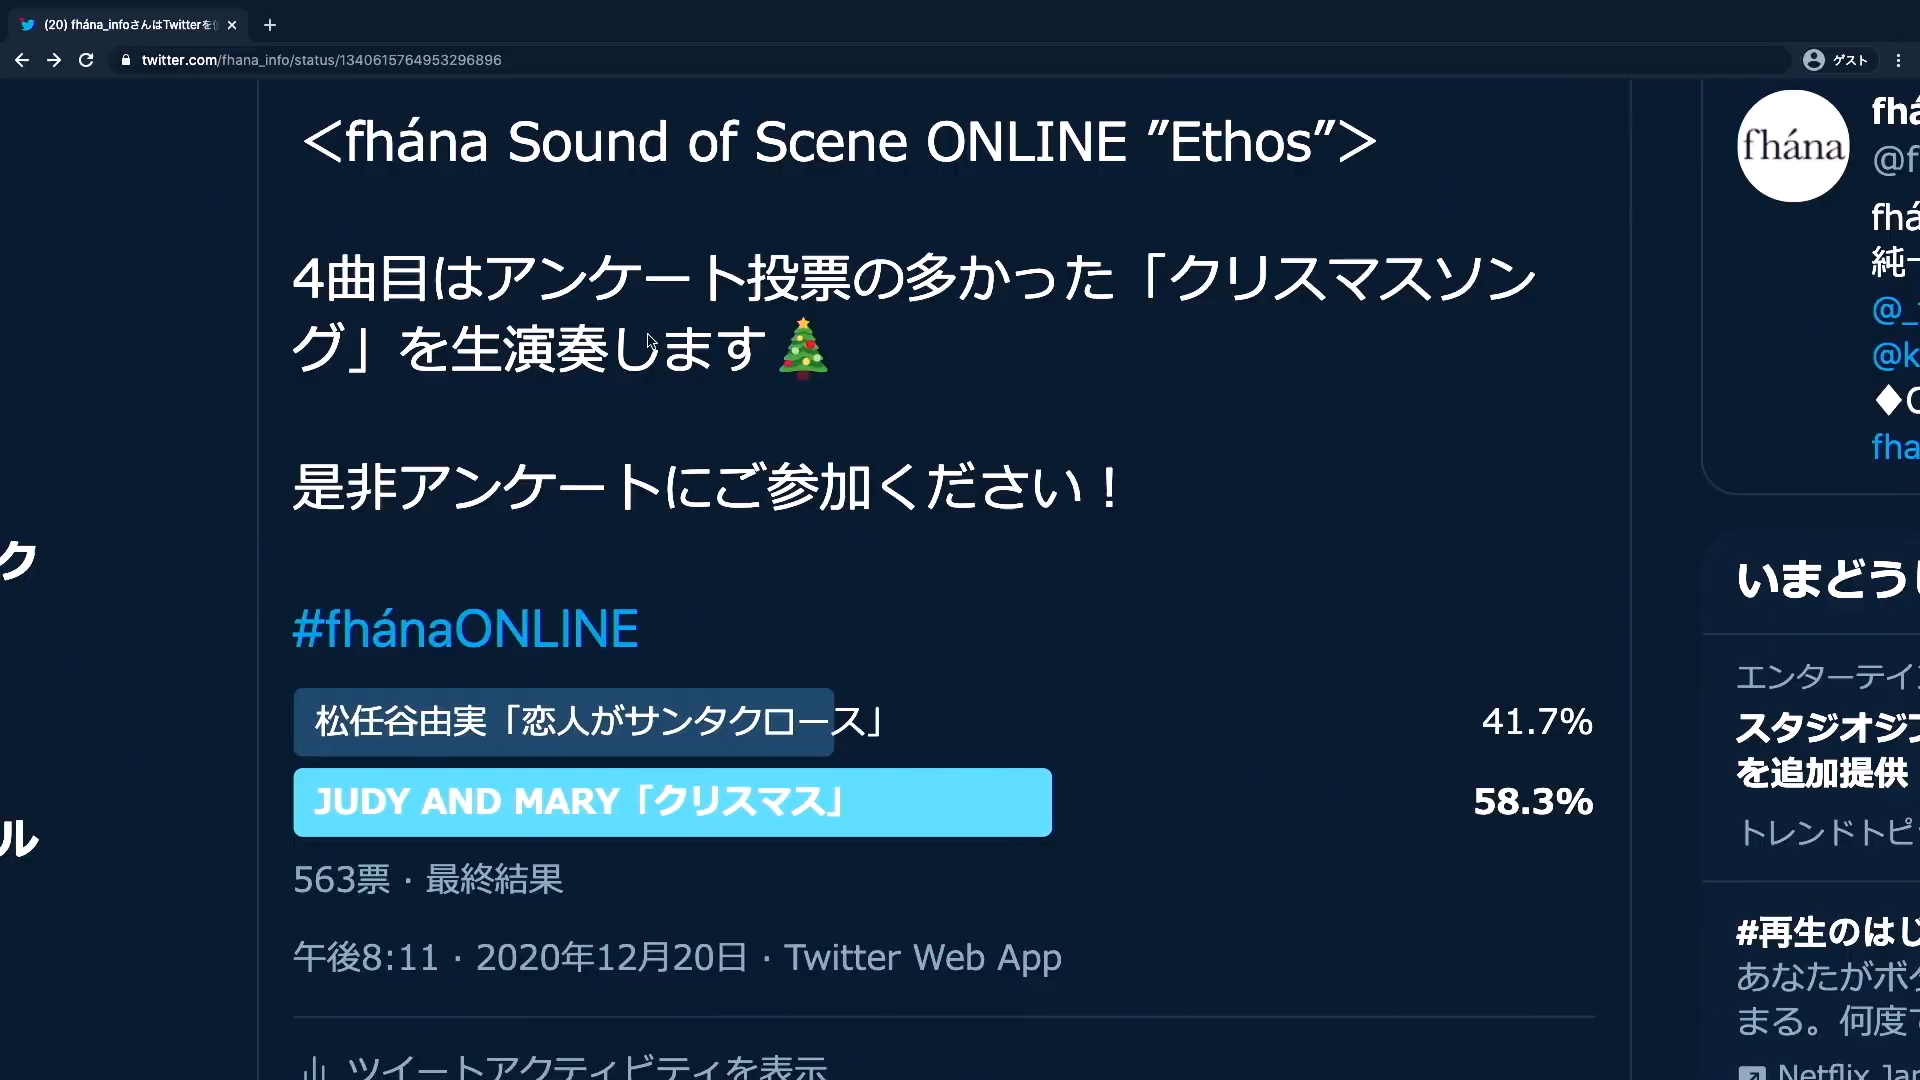 (20) fhána_infoさんはTwitterを
twitter.com/fhana_info/status/1340615764953296896
ゲスト
＜fhána Sound of Scene ONLINE ”Ethos”＞
4曲目はアンケート投票の多かった「クリスマスソン
グ」を生演奏します🎄
是非アンケートにご参加ください！
#fhánaONLINE
松任谷由実「恋人がサンタクロース」 41.7%
JUDY AND MARY「クリスマス」 58.3%
563票 · 最終結果
午後8:11 · 2020年12月20日 · Twitter Web App
ツイートアクティビティを表示
ク
ル
fhána
fhá
@f
fhá
純
@_
@k
fha
いまどう
エンターテイ
スタジオジブ
を追加提供
トレンドトピ
#再生のはじ
あなたがボ
まる。何度
Netflix Jap